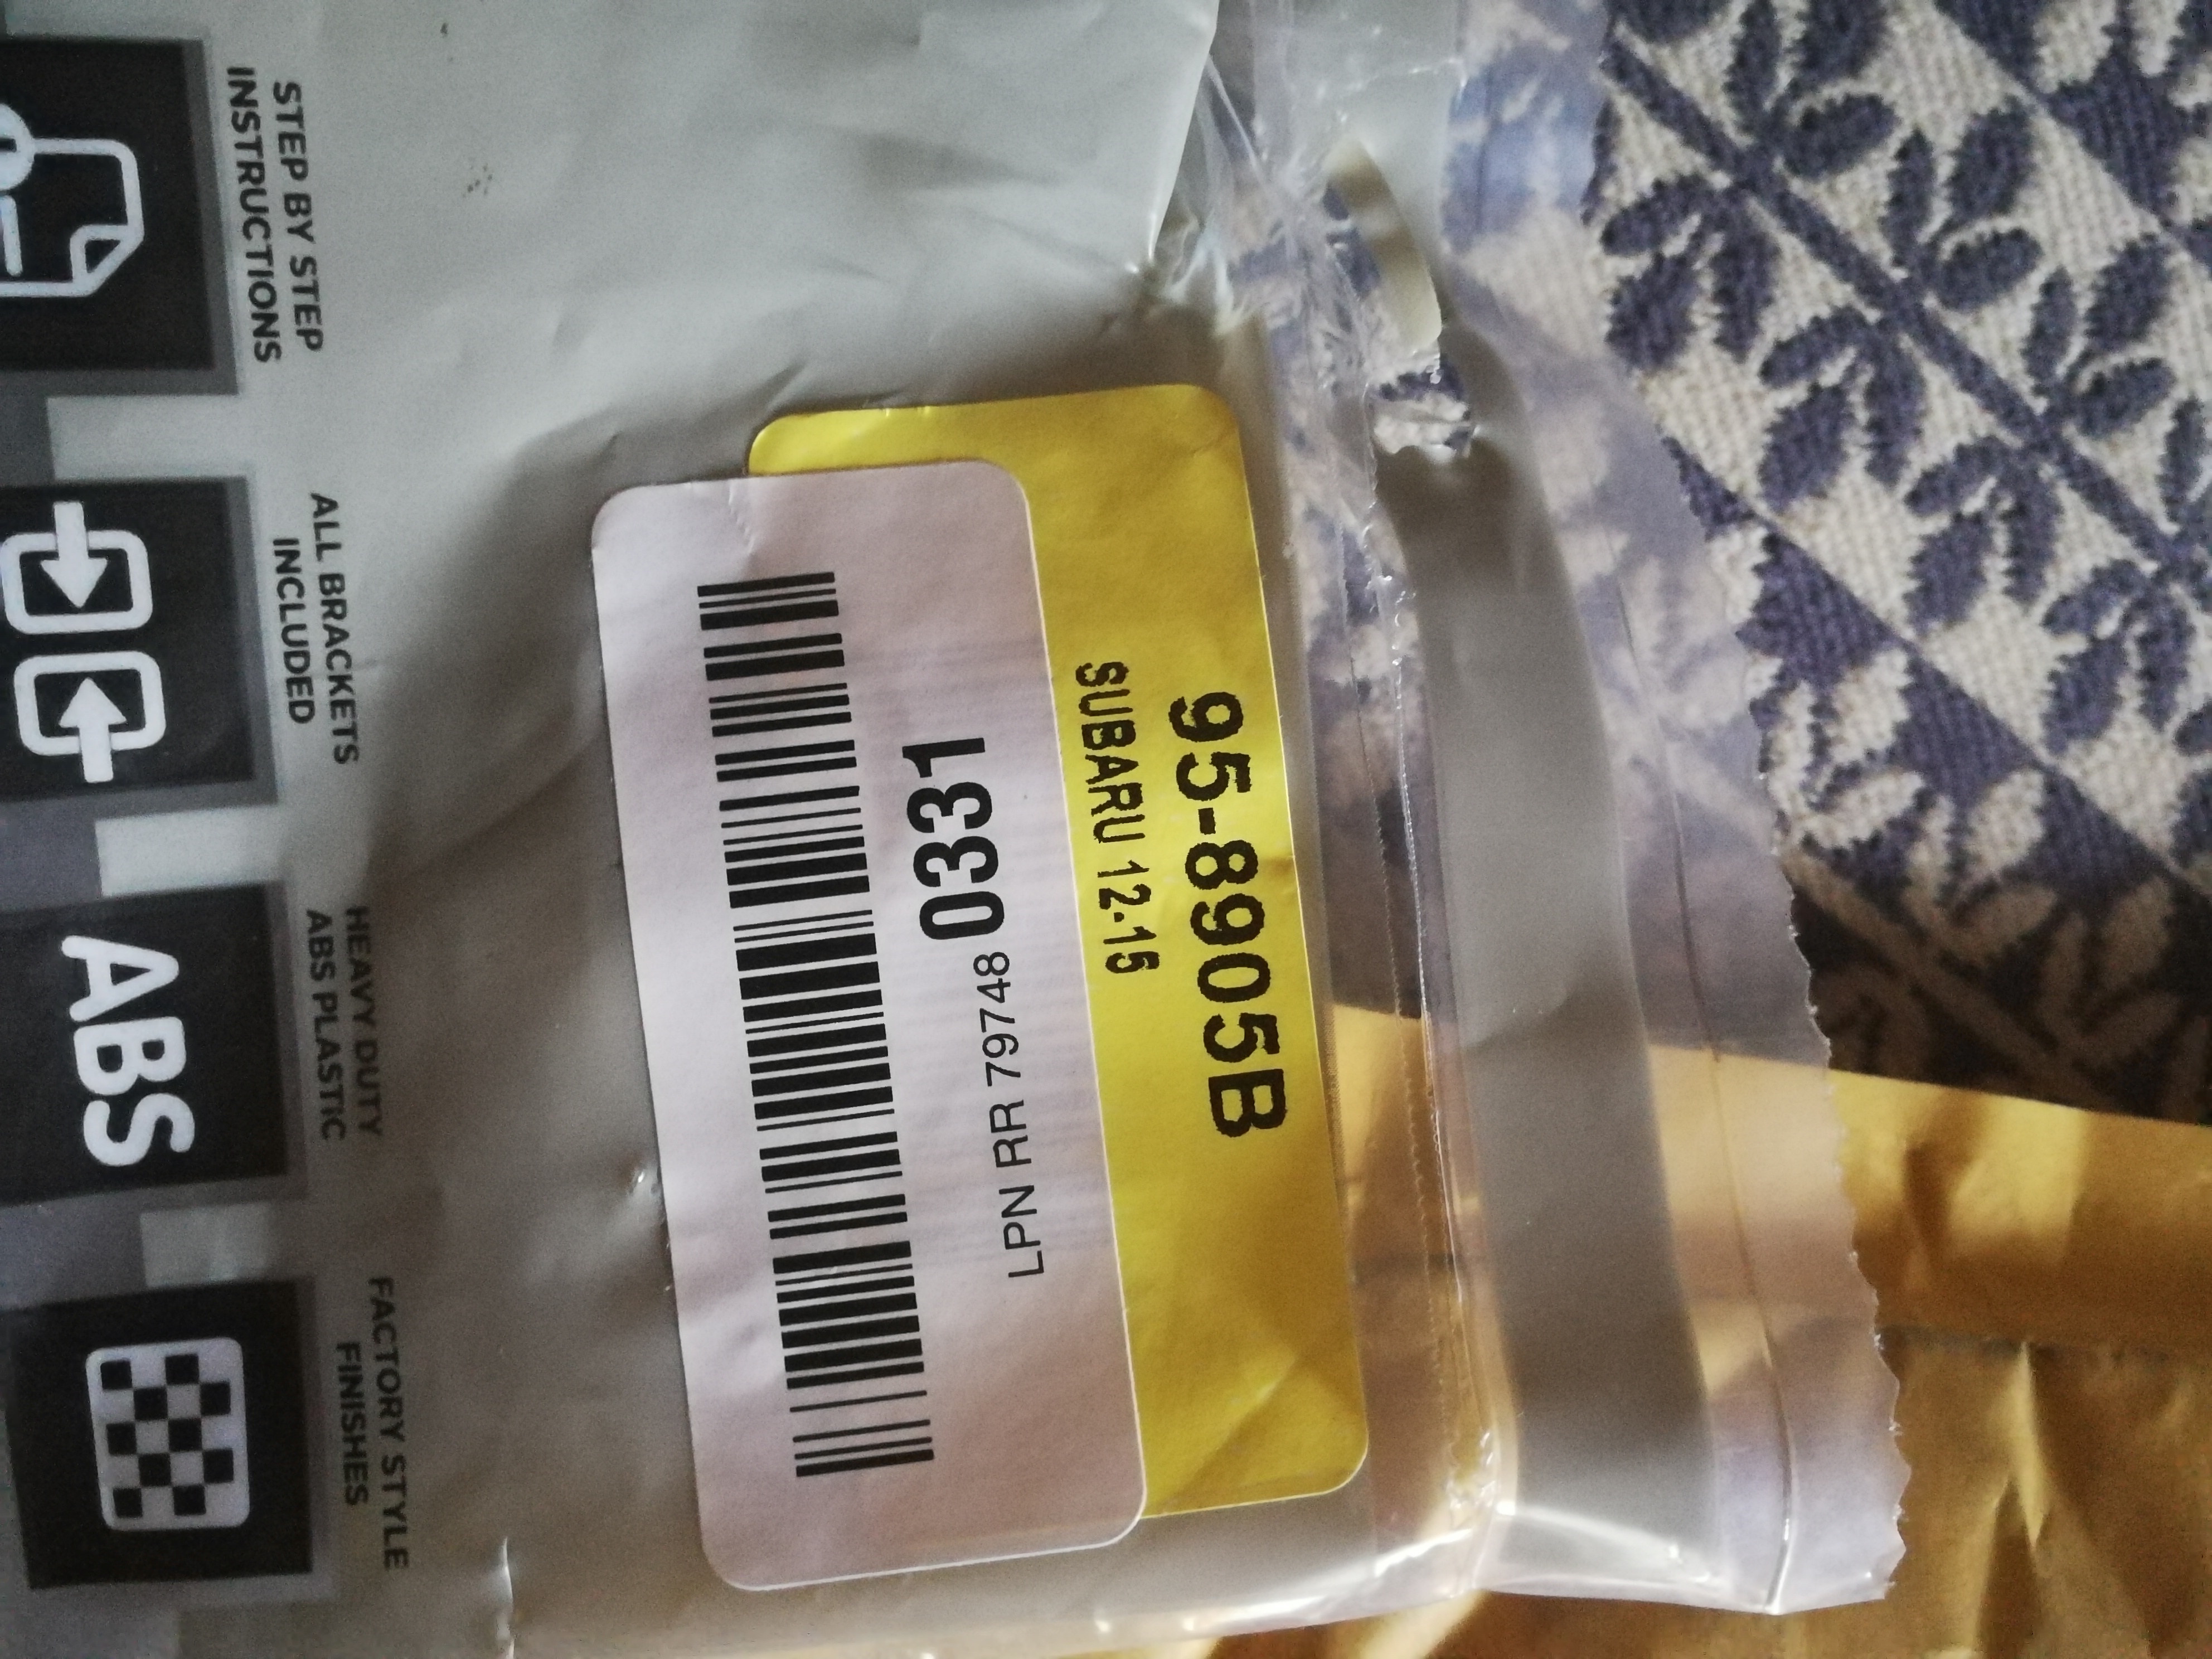 STEP BY STEP
INSTRUCTIONS
ALL BRACKETS
INCLUDED
ABS
HEAVY DUTY
ABS PLASTIC
FACTORY STYLE
FINISHES
95-8905B
SUBARU 12-15
LPN RR 79748 0331